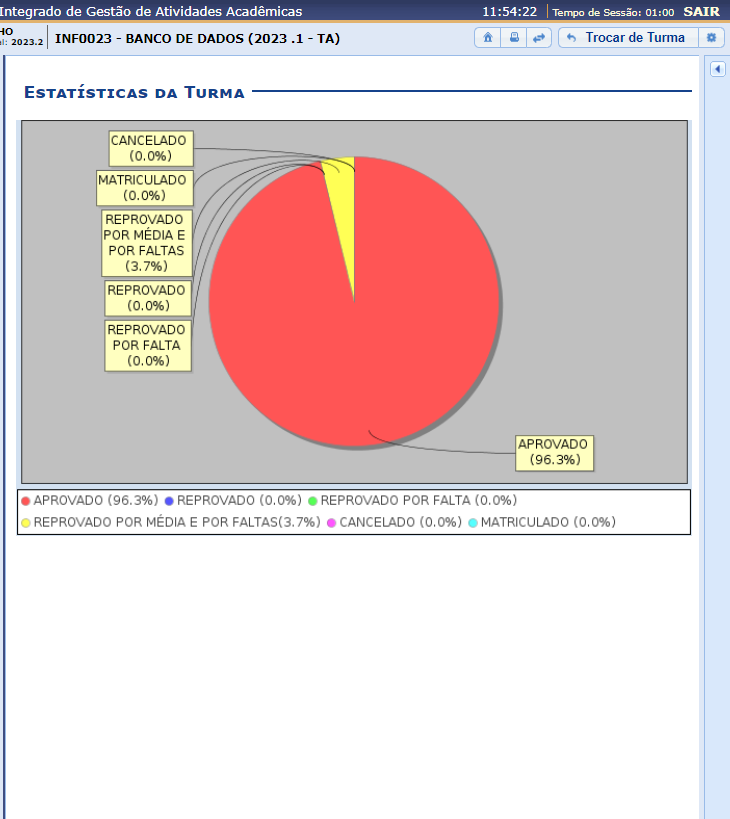 Integrado de Gestão de Atividades Acadêmicas 11:54:22 Tempo de Sessão: 01:00 SAIR
HO
el: 2023.2 INF0023 - BANCO DE DADOS (2023 .1 - TA) Trocar de Turma
ESTATÍSTICAS DA TURMA
CANCELADO
(0.0%)
MATRICULADO
(0.0%)
REPROVADO
POR MÉDIA E
POR FALTAS
(3.7%)
REPROVADO
(0.0%)
REPROVADO
POR FALTA
(0.0%)
APROVADO
(96.3%)
APROVADO (96.3%) REPROVADO (0.0%) REPROVADO POR FALTA (0.0%)
REPROVADO POR MÉDIA E POR FALTAS(3.7%) CANCELADO (0.0%) MATRICULADO (0.0%)